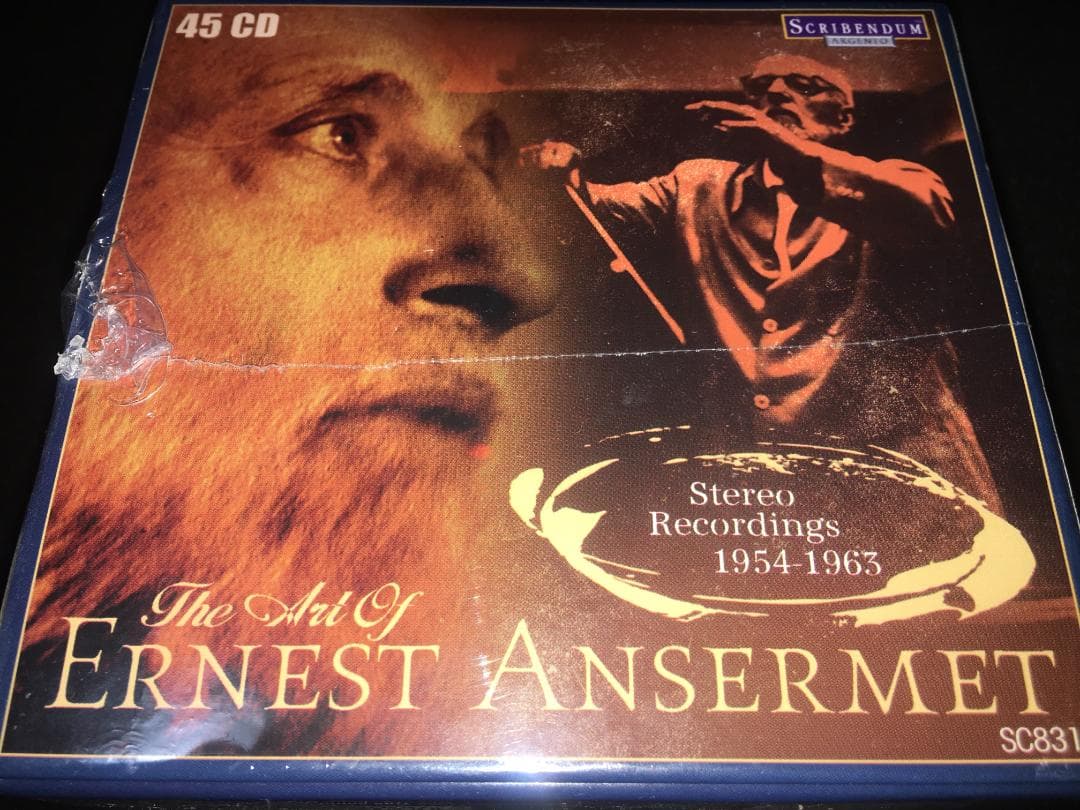 45 CD
SCRIBENDUM
ARGENTO
Stereo
Recordings
1954-1963
The Art Of
ERNEST ANSERMET
SC831